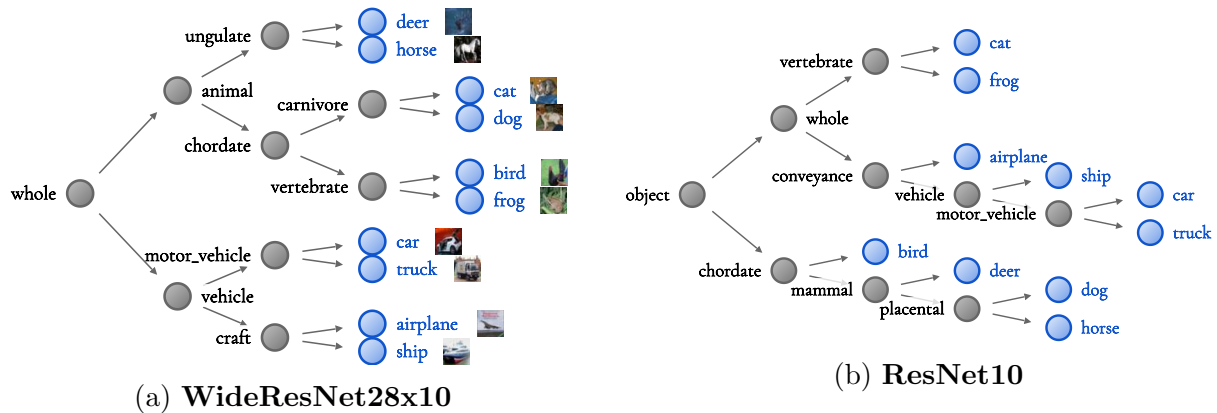 ungulate
deer
horse
animal
carnivore
cat
dog
chordate
vertebrate
bird
frog
whole
motor_vehicle
car
truck
vehicle
craft
airplane
ship
(a) WideResNet28x10
vertebrate
cat
frog
whole
conveyance
airplane
vehicle
ship
motor_vehicle
car
truck
object
chordate
bird
mammal
deer
placental
dog
horse
(b) ResNet10